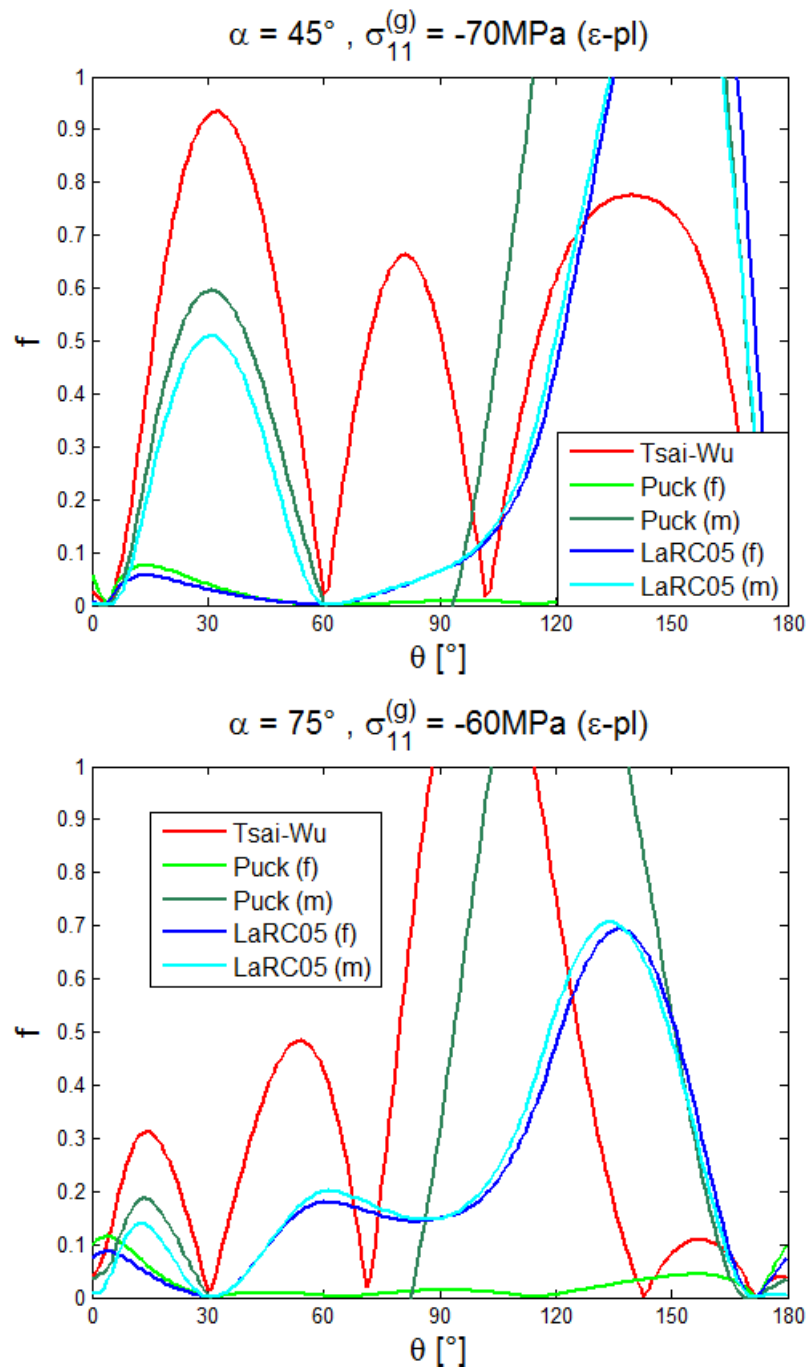 α = 45° , σ11(g) = -70MPa (ε-pl)
1
0.9
0.8
0.7
0.6
0.5
0.4
0.3
0.2
0.1
0
f
Tsai-Wu
Puck (f)
Puck (m)
LaRC05 (f)
LaRC05 (m)
0 30 60 90 120 150 180
θ [°]
α = 75° , σ11(g) = -60MPa (ε-pl)
1
0.9
0.8
0.7
0.6
0.5
0.4
0.3
0.2
0.1
0
f
Tsai-Wu
Puck (f)
Puck (m)
LaRC05 (f)
LaRC05 (m)
0 30 60 90 120 150 180
θ [°]